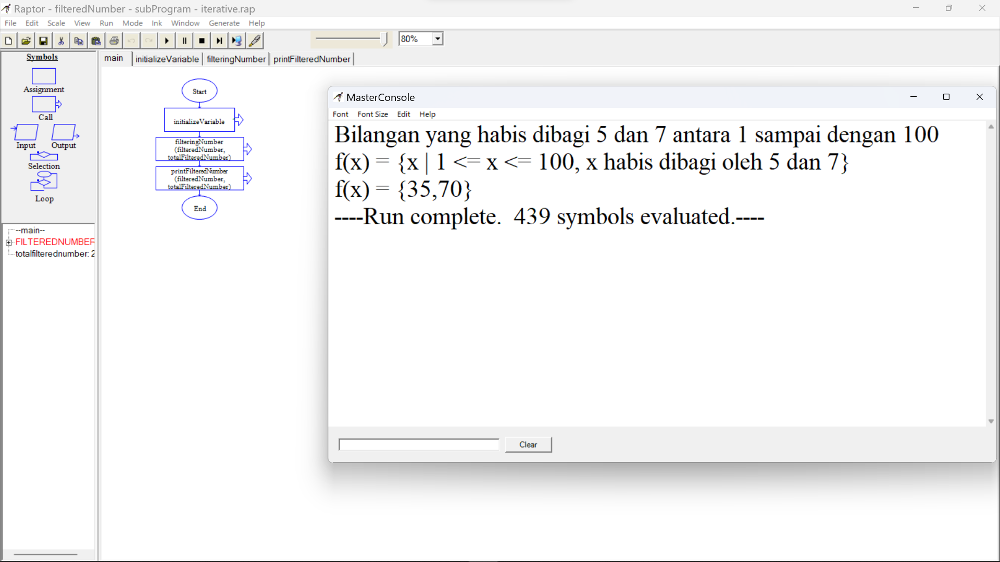 Raptor - filteredNumber - subProgram - iterative.rap
File Edit Scale View Run Mode Ink Window Generate Help
80%
Symbols
Assignment
Call
Input Output
Selection
Loop
--main--
FILTEREDNUMBER
totalfilterednumber: 2
main initializeVariable filteringNumber printFilteredNumber
Start
initializeVariable
filteringNumber
(filteredNumber,
totalFilteredNumber)
printFilteredNumber
(filteredNumber,
totalFilteredNumber)
End
MasterConsole
Font Font Size Edit Help
Bilangan yang habis dibagi 5 dan 7 antara 1 sampai dengan 100
f(x) = {x | 1 <= x <= 100, x habis dibagi oleh 5 dan 7}
f(x) = {35,70}
----Run complete.  439 symbols evaluated.----
Clear